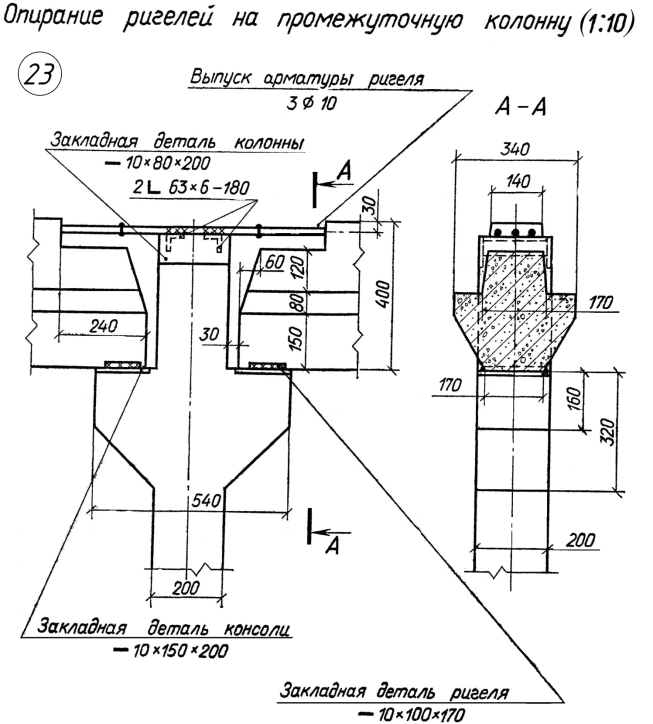 Опирание ригелей на промежуточную колонну (1:10)
23
Выпуск арматуры ригеля
3 Ф 10
А – А
Закладная деталь колонны
– 10×80×200
2 L 63×6–180
А
340
140
30
60
120
400
80
240
30
150
170
170
160
320
540
А
200
200
Закладная деталь консоли
– 10×150×200
Закладная деталь ригеля
– 10×100×170